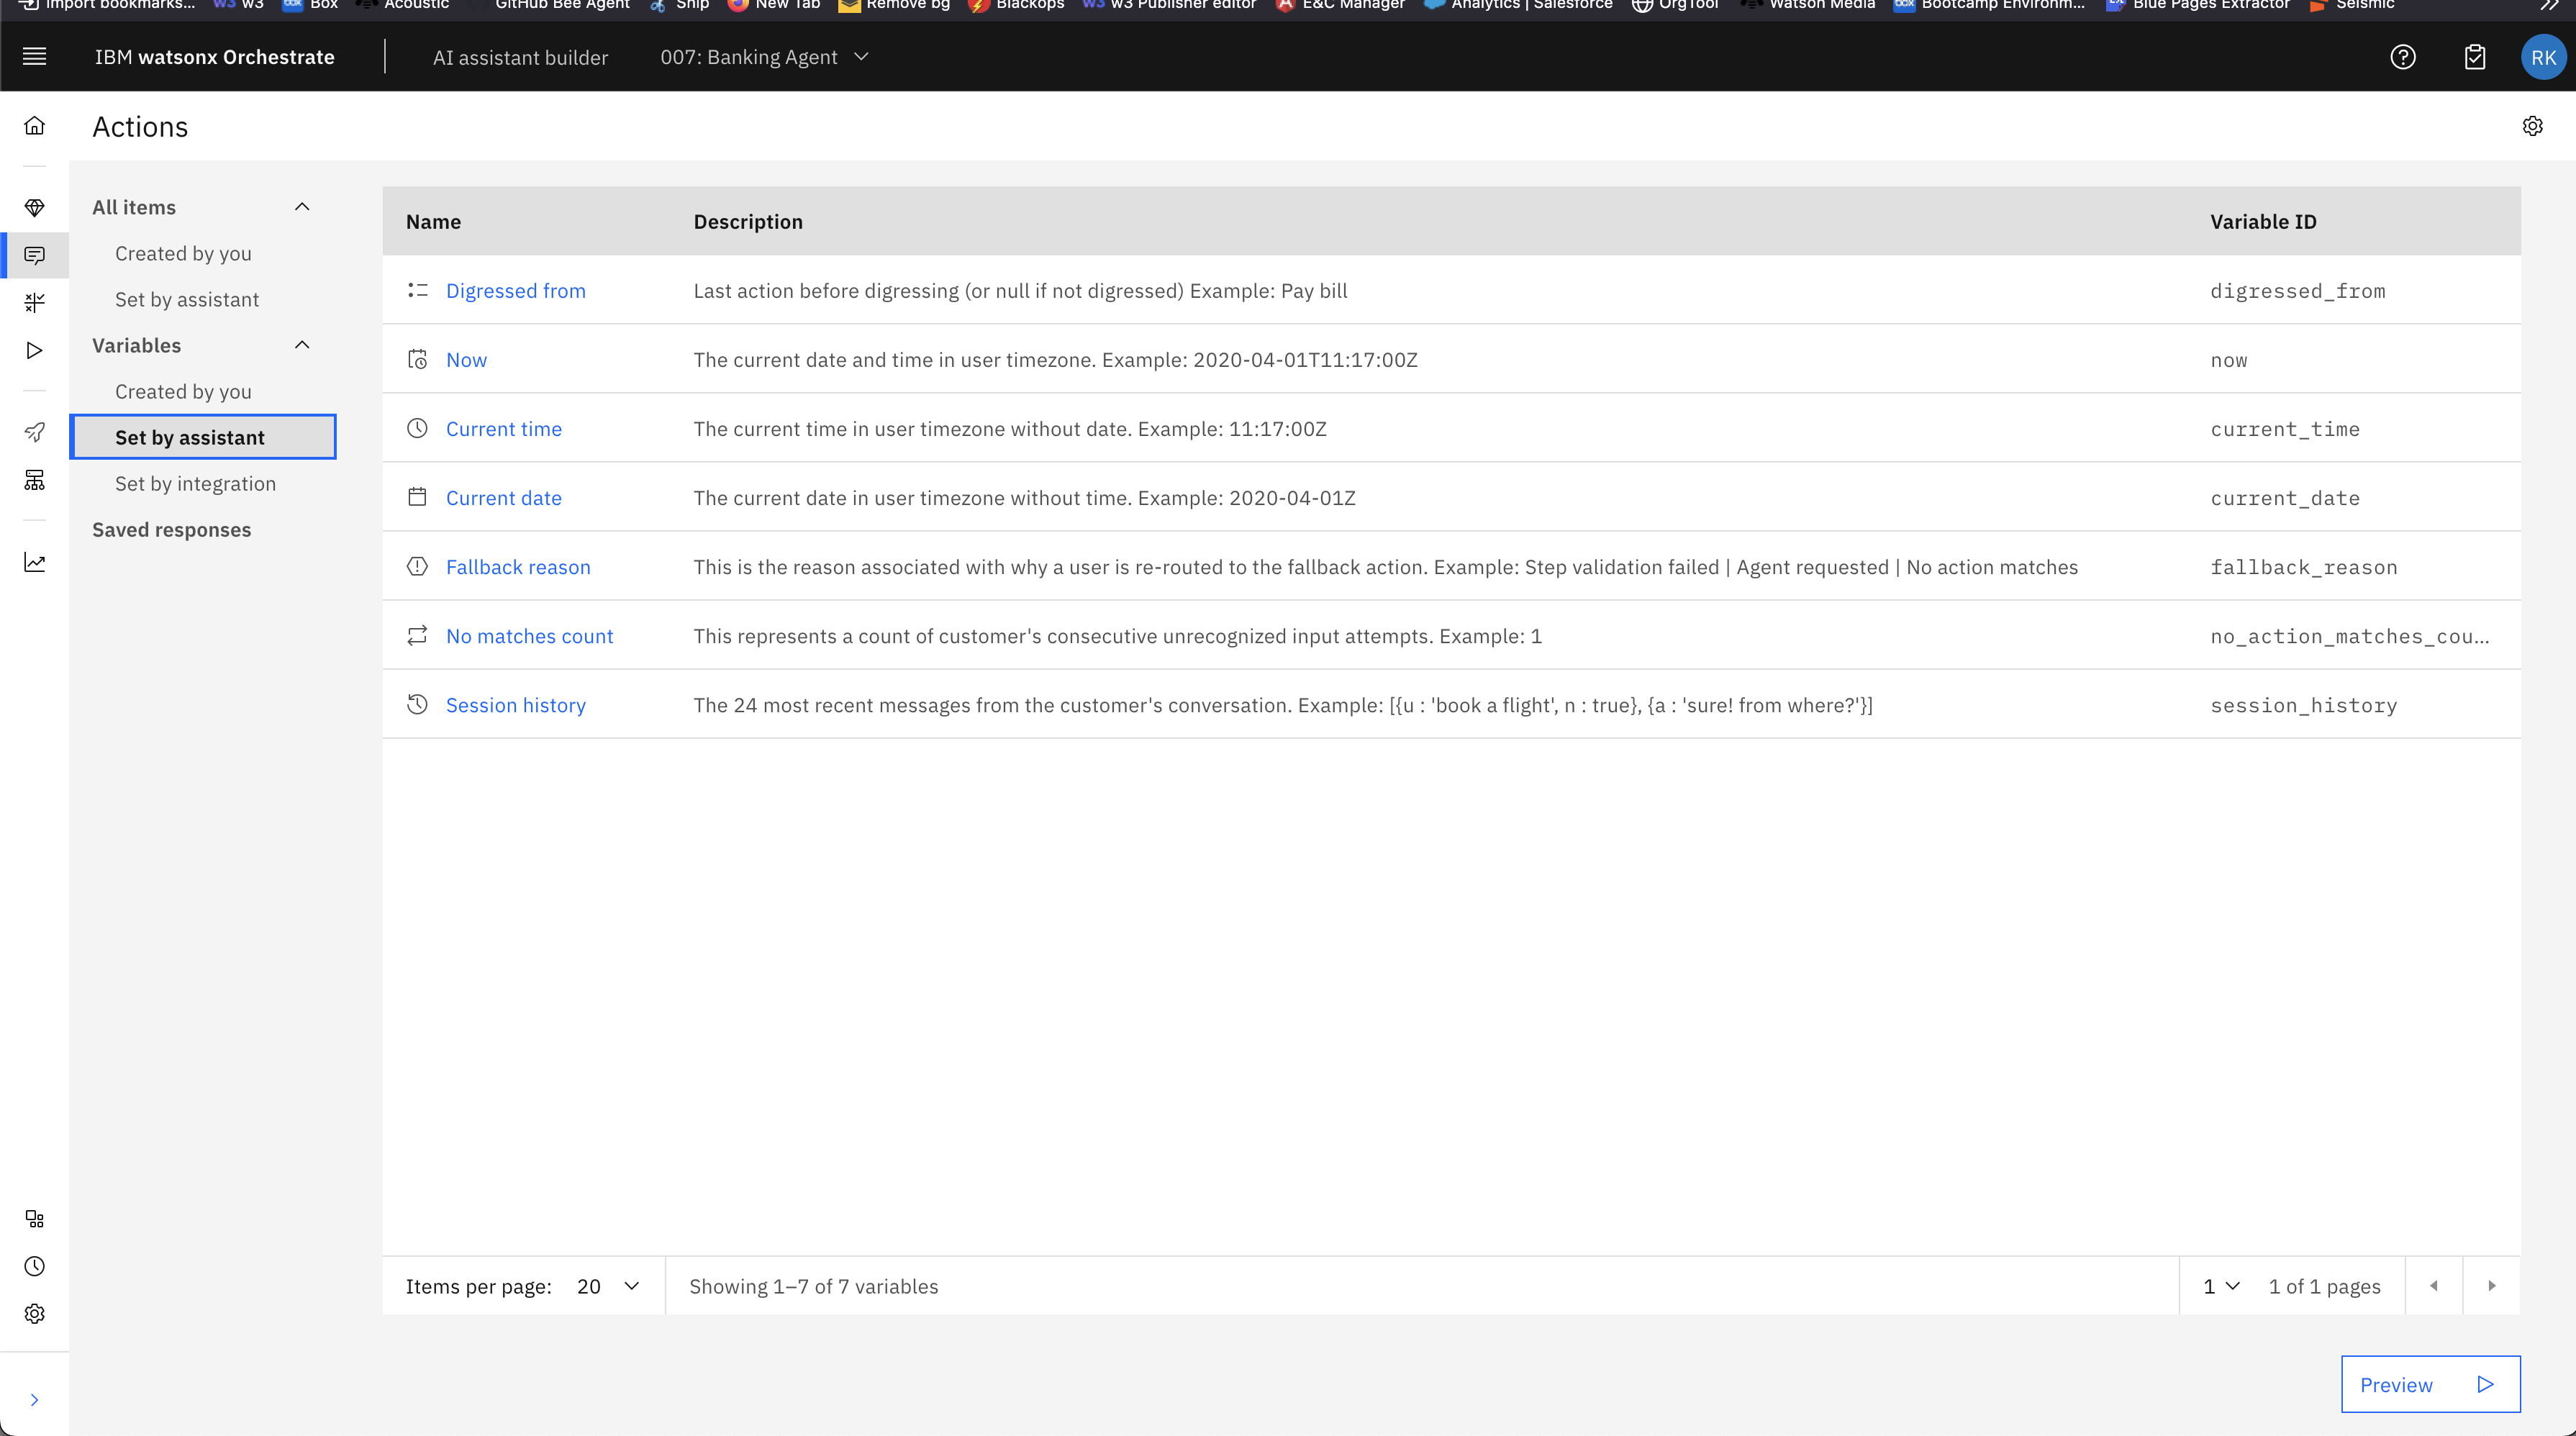 Import bookmarks... w3 Box Acoustic GitHub Bee Agent Snip New Tab Remove bg Blackops w3 Publisher editor E&C Manager Analytics | Salesforce OrgTool Watson Media Bootcamp Environm... Blue Pages Extractor Seismic
IBM watsonx Orchestrate AI assistant builder 007: Banking Agent RK
Actions
All items
Created by you
Set by assistant
Variables
Created by you
Set by assistant
Set by integration
Saved responses
Name Description Variable ID
Digressed from Last action before digressing (or null if not digressed) Example: Pay bill digressed_from
Now The current date and time in user timezone. Example: 2020-04-01T11:17:00Z now
Current time The current time in user timezone without date. Example: 11:17:00Z current_time
Current date The current date in user timezone without time. Example: 2020-04-01Z current_date
Fallback reason This is the reason associated with why a user is re-routed to the fallback action. Example: Step validation failed | Agent requested | No action matches fallback_reason
No matches count This represents a count of customer's consecutive unrecognized input attempts. Example: 1 no_action_matches_cou...
Session history The 24 most recent messages from the customer's conversation. Example: [{u : 'book a flight', n : true}, {a : 'sure! from where?'}] session_history
Items per page: 20 Showing 1–7 of 7 variables 1 1 of 1 pages
Preview